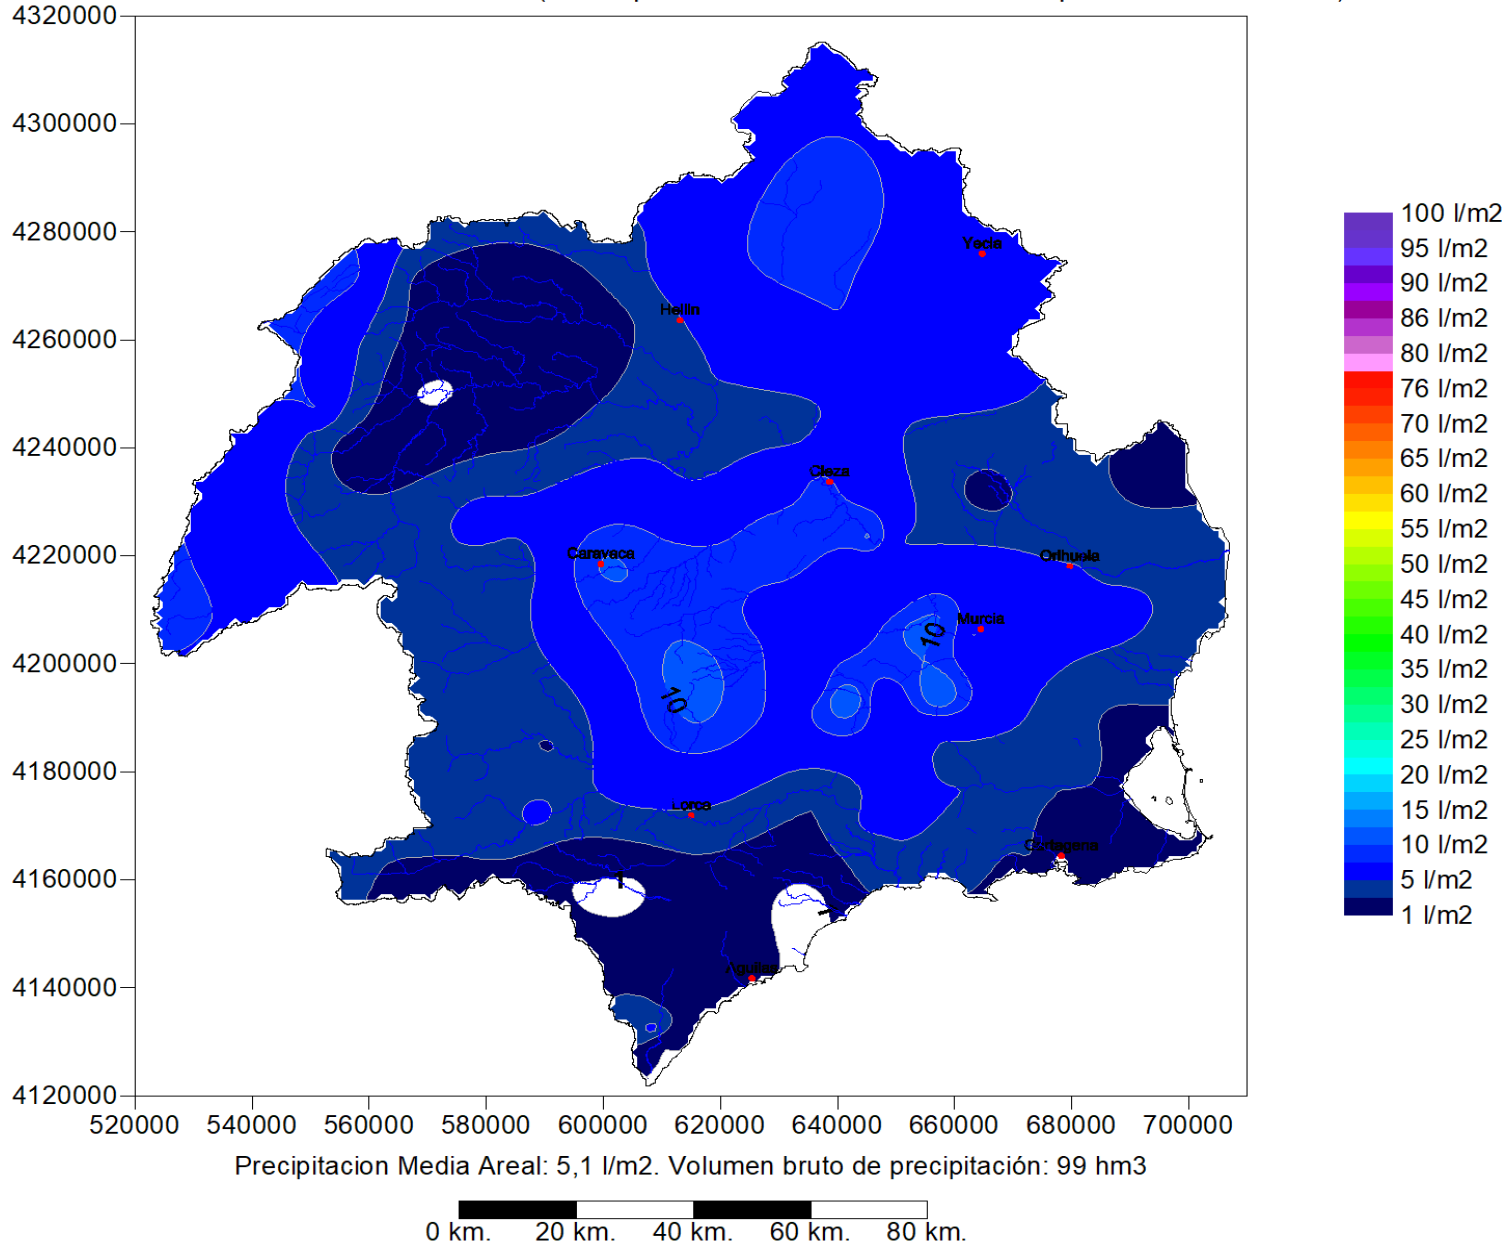 4320000
4300000
4280000
4260000
4240000
4220000
4200000
4180000
4160000
4140000
4120000
520000 540000 560000 580000 600000 620000 640000 660000 680000 700000
Yecla
Hellin
Cieza
Caravaca
Orihuela
Murcia
10
10
Lorca
Cartagena
1
1
Aguilas
100 l/m2
95 l/m2
90 l/m2
86 l/m2
80 l/m2
76 l/m2
70 l/m2
65 l/m2
60 l/m2
55 l/m2
50 l/m2
45 l/m2
40 l/m2
35 l/m2
30 l/m2
25 l/m2
20 l/m2
15 l/m2
10 l/m2
5 l/m2
1 l/m2
Precipitacion Media Areal: 5,1 l/m2. Volumen bruto de precipitación: 99 hm3
0 km. 20 km. 40 km. 60 km. 80 km.